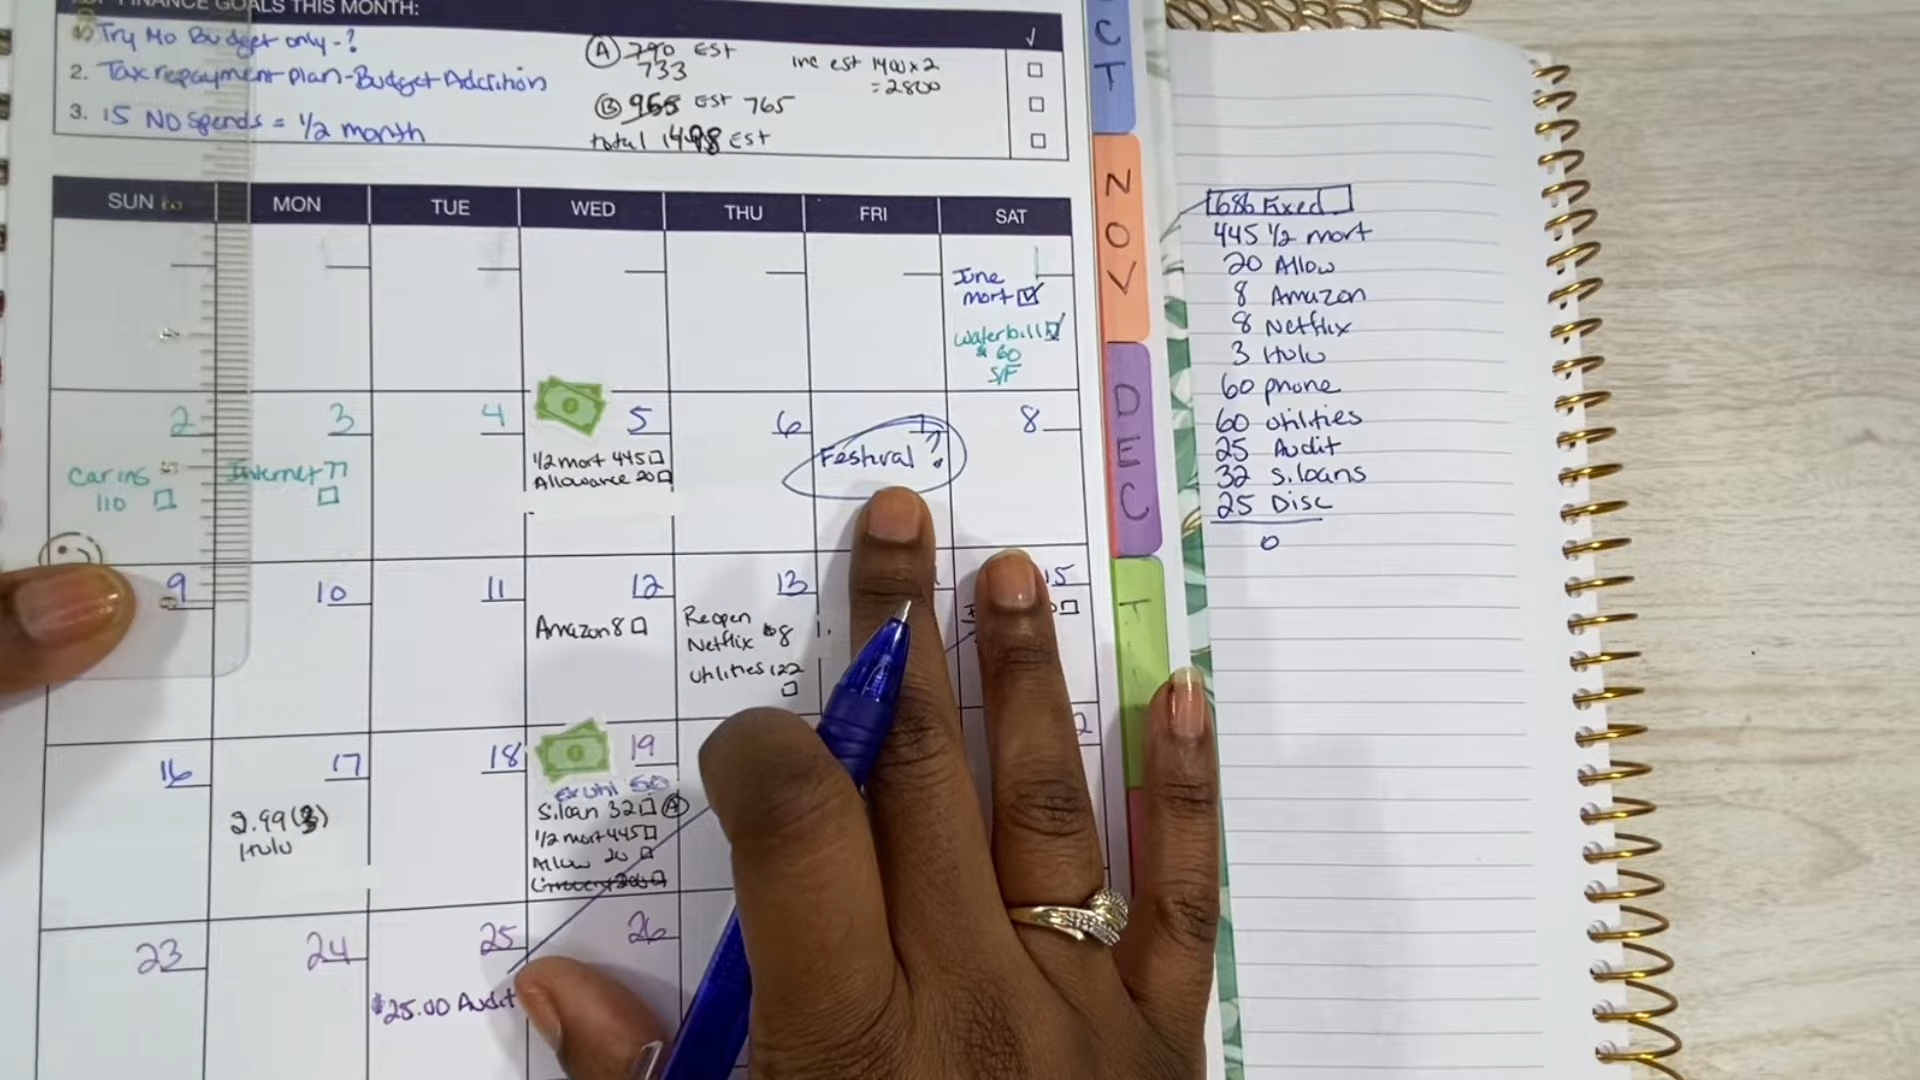 FINANCE GOALS THIS MONTH:
√
1. Try Mo Budget only - ?
2. Tax repayment plan - Budget Addition
3. 15 NO Spends = 1/2 month
(A) 790 EST
733
(B) 965 EST 765
total 1498 EST
inc est 1400 x 2
= 2800
SUN
MON
TUE
WED
THU
FRI
SAT
June
mort
Waterbill
$ 60
S/F
2
Car ins
110
3
Internet 77
4
5
1/2 mort 445
Allowance 20
6
7
Festival?
8
9
10
11
12
Amazon 8
13
Reopen
Netflix 8
Utilities 122
15
16
17
2.99 (3)
Hulu
18
19
S.loan 32 (A)
1/2 mort 445
Allow 20
23
24
25
$25.00 Audit
26
C
T
N
O
V
D
E
C
686 Fixed
445 1/2 mort
20 Allow
8 Amazon
8 Netflix
3 Hulu
60 phone
60 utilities
25 Audit
32 S.loans
25 Disc
0